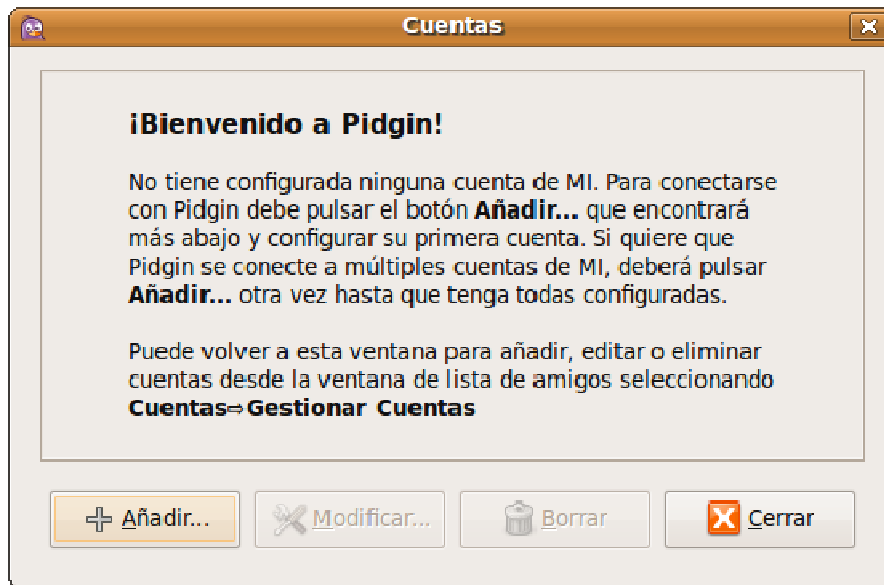 Cuentas
¡Bienvenido a Pidgin!
No tiene configurada ninguna cuenta de MI. Para conectarse
con Pidgin debe pulsar el botón Añadir... que encontrará
más abajo y configurar su primera cuenta. Si quiere que
Pidgin se conecte a múltiples cuentas de MI, deberá pulsar
Añadir... otra vez hasta que tenga todas configuradas.
Puede volver a esta ventana para añadir, editar o eliminar
cuentas desde la ventana de lista de amigos seleccionando
Cuentas⇨Gestionar Cuentas
Añadir... Modificar... Borrar Cerrar